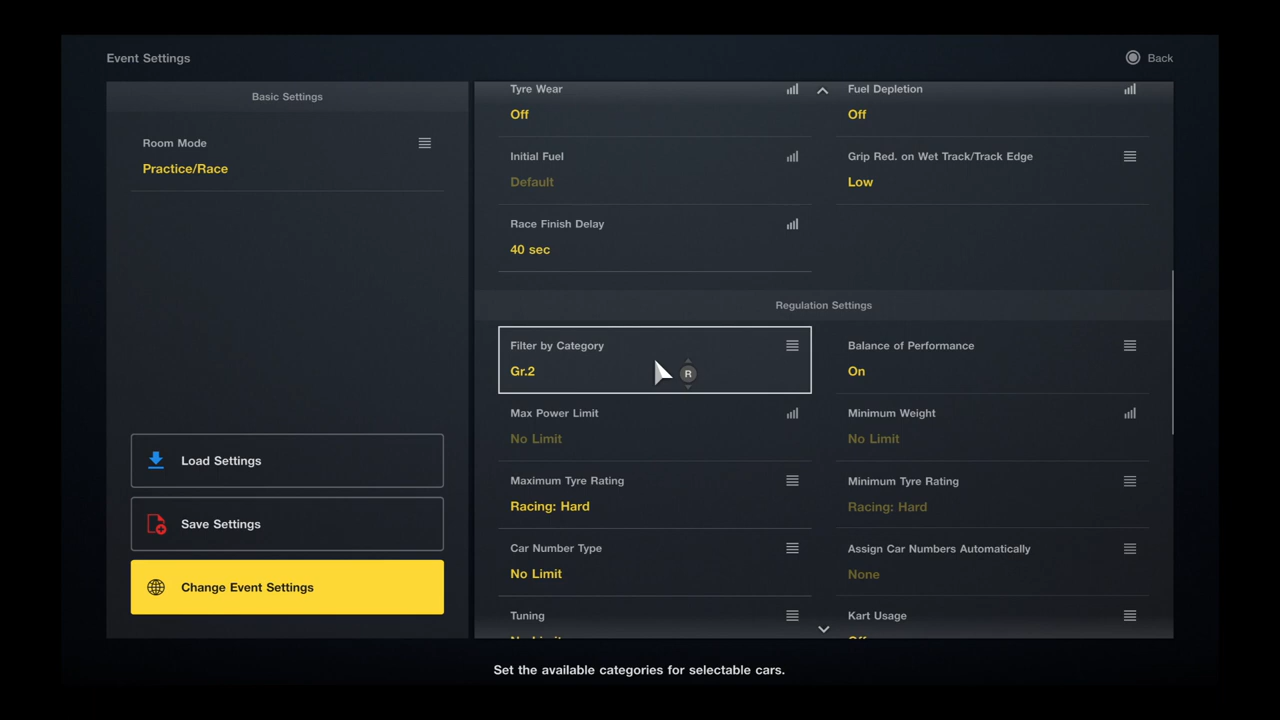 Event Settings
Back
Basic Settings
Room Mode
Practice/Race
Load Settings
Save Settings
Change Event Settings
Tyre Wear
Off
Fuel Depletion
Off
Initial Fuel
Default
Grip Red. on Wet Track/Track Edge
Low
Race Finish Delay
40 sec
Regulation Settings
Filter by Category
Gr.2
R
Balance of Performance
On
Max Power Limit
No Limit
Minimum Weight
No Limit
Maximum Tyre Rating
Racing: Hard
Minimum Tyre Rating
Racing: Hard
Car Number Type
No Limit
Assign Car Numbers Automatically
None
Tuning
No Limit
Kart Usage
Off
Set the available categories for selectable cars.